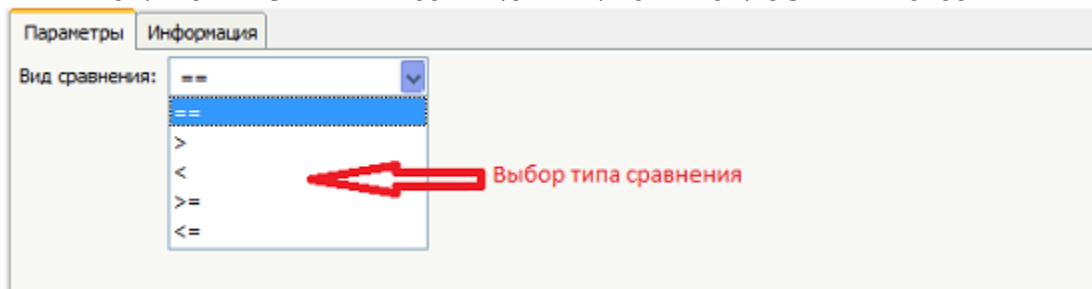 Параметры Информация
Вид сравнения: ==
==
>
<
Выбор типа сравнения
>=
<=